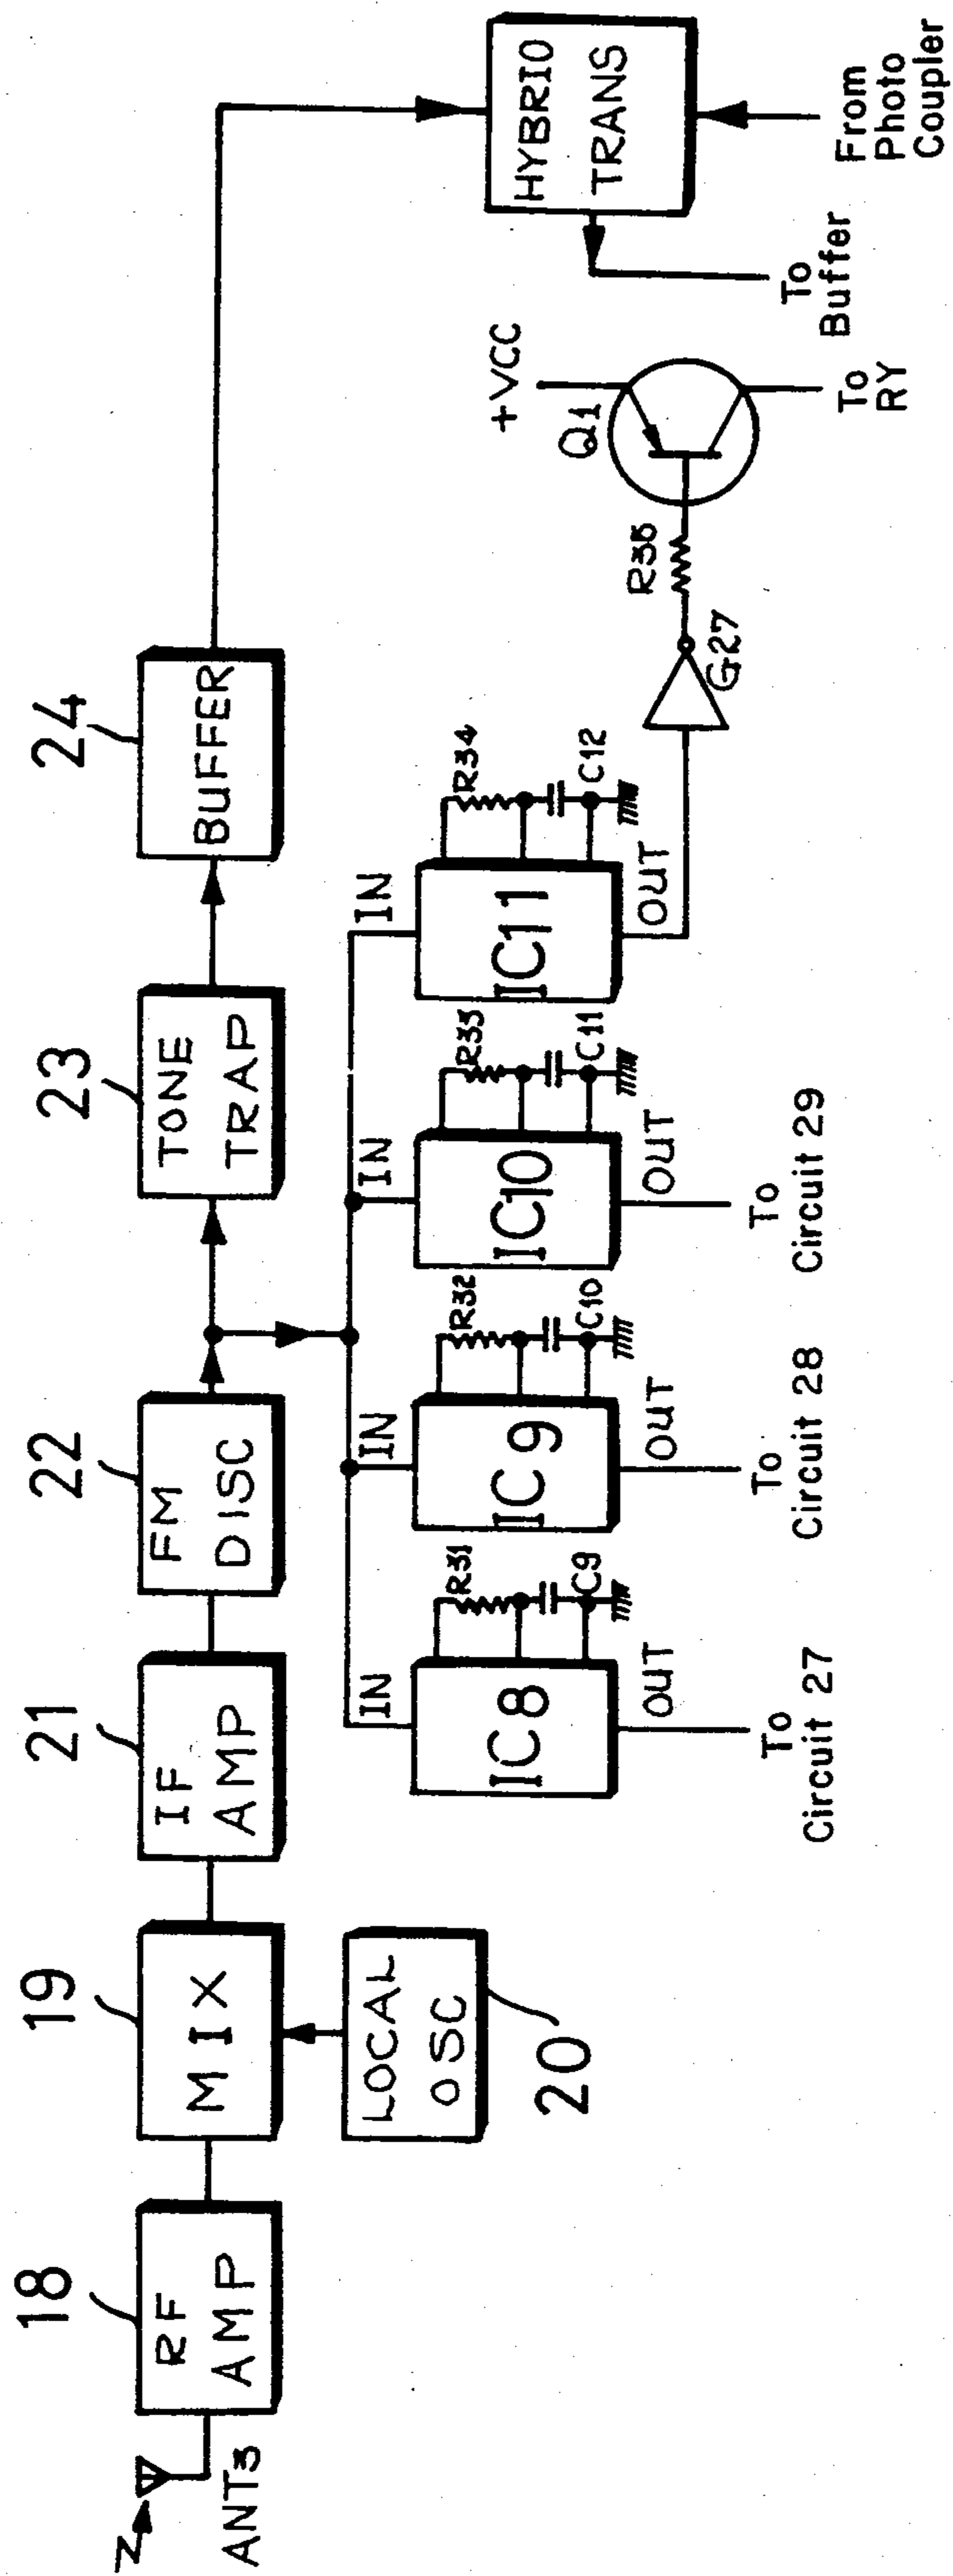 18
19
21
22
23
24
RF
AMP
MIX
IF
AMP
FM
DISC
TONE
TRAP
BUFFER
ANT3
LOCAL
OSC
20
IN
IN
IN
IN
IC8
R31
C9
IC9
R32
C10
IC10
R33
C11
IC11
R34
C12
OUT
OUT
OUT
OUT
To
Circuit 27
To
Circuit 28
To
Circuit 29
G27
R35
Q1
+VCC
To
RY
HYBRIO
TRANS
To
Buffer
From
Photo
Coupler